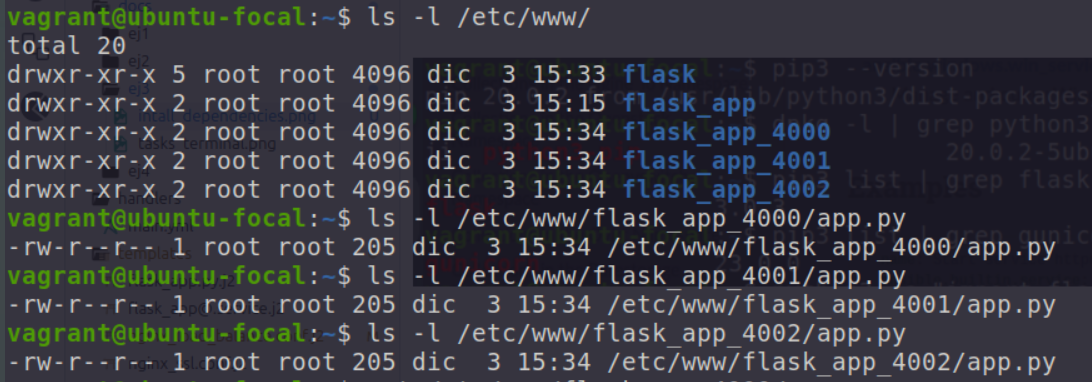 vagrant@ubuntu-focal:~$ ls -l /etc/www/
total 20
drwxr-xr-x 5 root root 4096 dic  3 15:33 flask
drwxr-xr-x 2 root root 4096 dic  3 15:15 flask_app
drwxr-xr-x 2 root root 4096 dic  3 15:34 flask_app_4000
drwxr-xr-x 2 root root 4096 dic  3 15:34 flask_app_4001
drwxr-xr-x 2 root root 4096 dic  3 15:34 flask_app_4002
vagrant@ubuntu-focal:~$ ls -l /etc/www/flask_app_4000/app.py
-rw-r--r-- 1 root root 205 dic  3 15:34 /etc/www/flask_app_4000/app.py
vagrant@ubuntu-focal:~$ ls -l /etc/www/flask_app_4001/app.py
-rw-r--r-- 1 root root 205 dic  3 15:34 /etc/www/flask_app_4001/app.py
vagrant@ubuntu-focal:~$ ls -l /etc/www/flask_app_4002/app.py
-rw-r--r-- 1 root root 205 dic  3 15:34 /etc/www/flask_app_4002/app.py